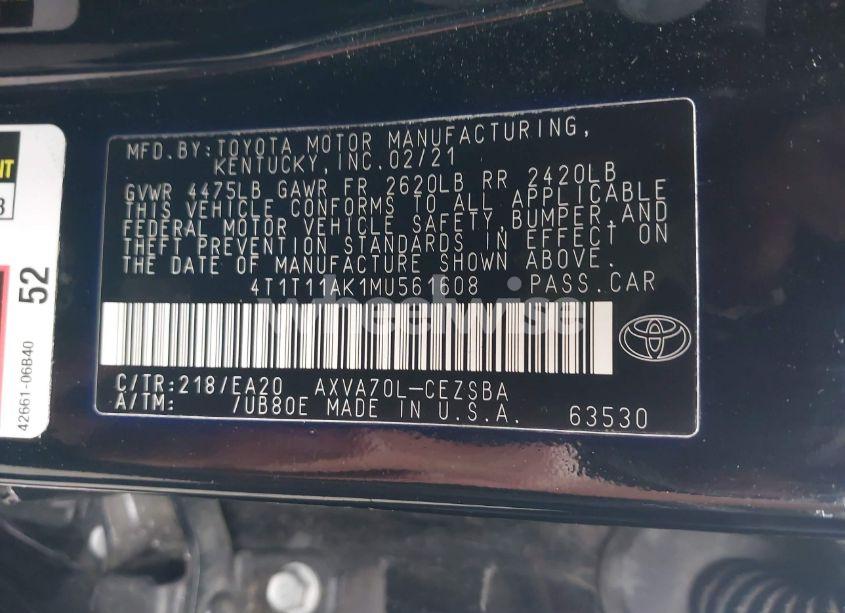 MFD.BY:TOYOTA MOTOR MANUFACTURING,
KENTUCKY, INC. 02/21
GVWR 4475LB GAWR FR 2620LB RR 2420LB
THIS VEHICLE CONFORMS TO ALL APPLICABLE
FEDERAL MOTOR VEHICLE SAFETY, BUMPER, AND
THEFT PREVENTION STANDARDS IN EFFECT ON
THE DATE OF MANUFACTURE SHOWN ABOVE.
4T1T11AK1MU561608 PASS.CAR
wheelwise
C/TR:218/EA20 AXVA70L-CEZSBA
A/TM: /UB80E MADE IN U.S.A. 63530
52
42661-06B40